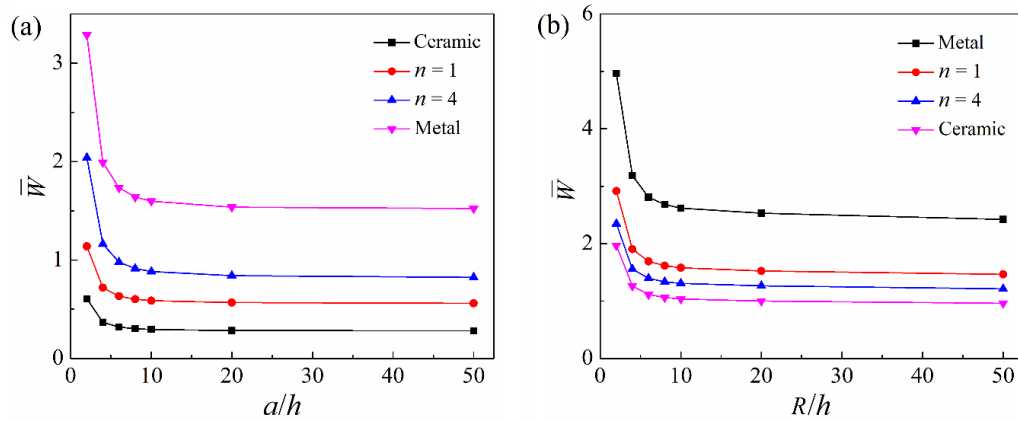 (a)
Ceramic
n = 1
n = 4
Metal
3
2
1
0
W̅
0 10 20 30 40 50
a/h
(b)
Metal
n = 1
n = 4
Ceramic
6
4
2
0
W̅
0 10 20 30 40 50
R/h